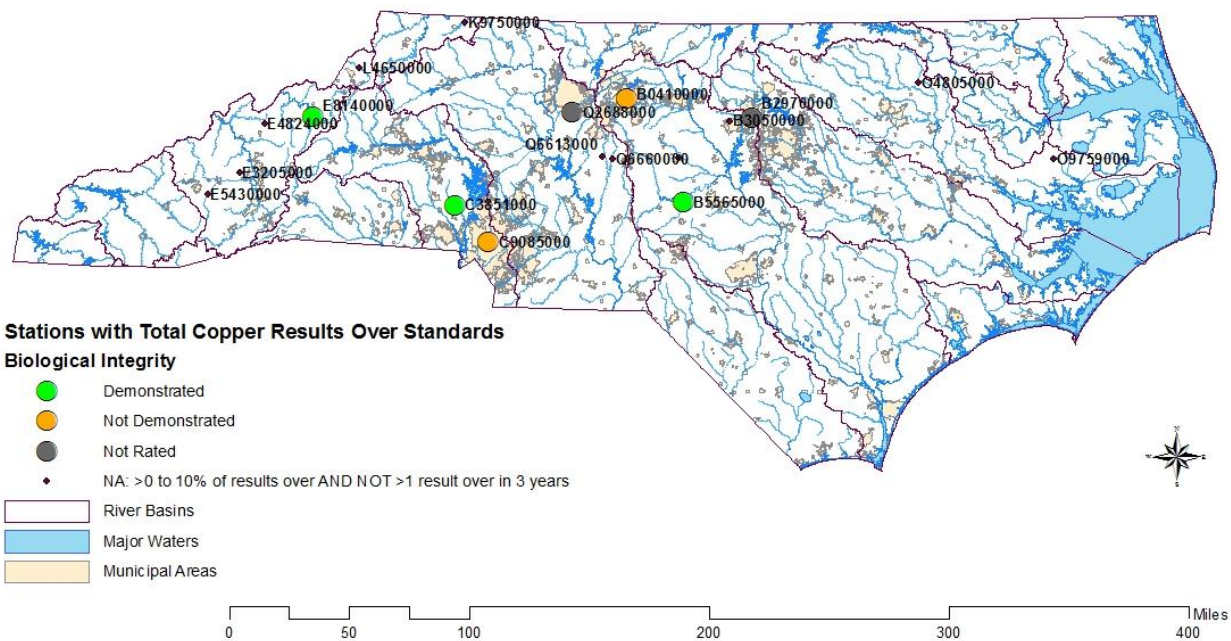 K9750000
L4650000
O4805000
E8140000
B0410000
B2970000
Q2688000
E4824000
B3050000
Q6613000
Q6660000
O9759000
E3205000
E5430000
C3851000
B5565000
C9085000
Stations with Total Copper Results Over Standards
Biological Integrity
Demonstrated
Not Demonstrated
Not Rated
NA: >0 to 10% of results over AND NOT >1 result over in 3 years
River Basins
Major Waters
Municipal Areas
Miles
0 50 100 200 300 400